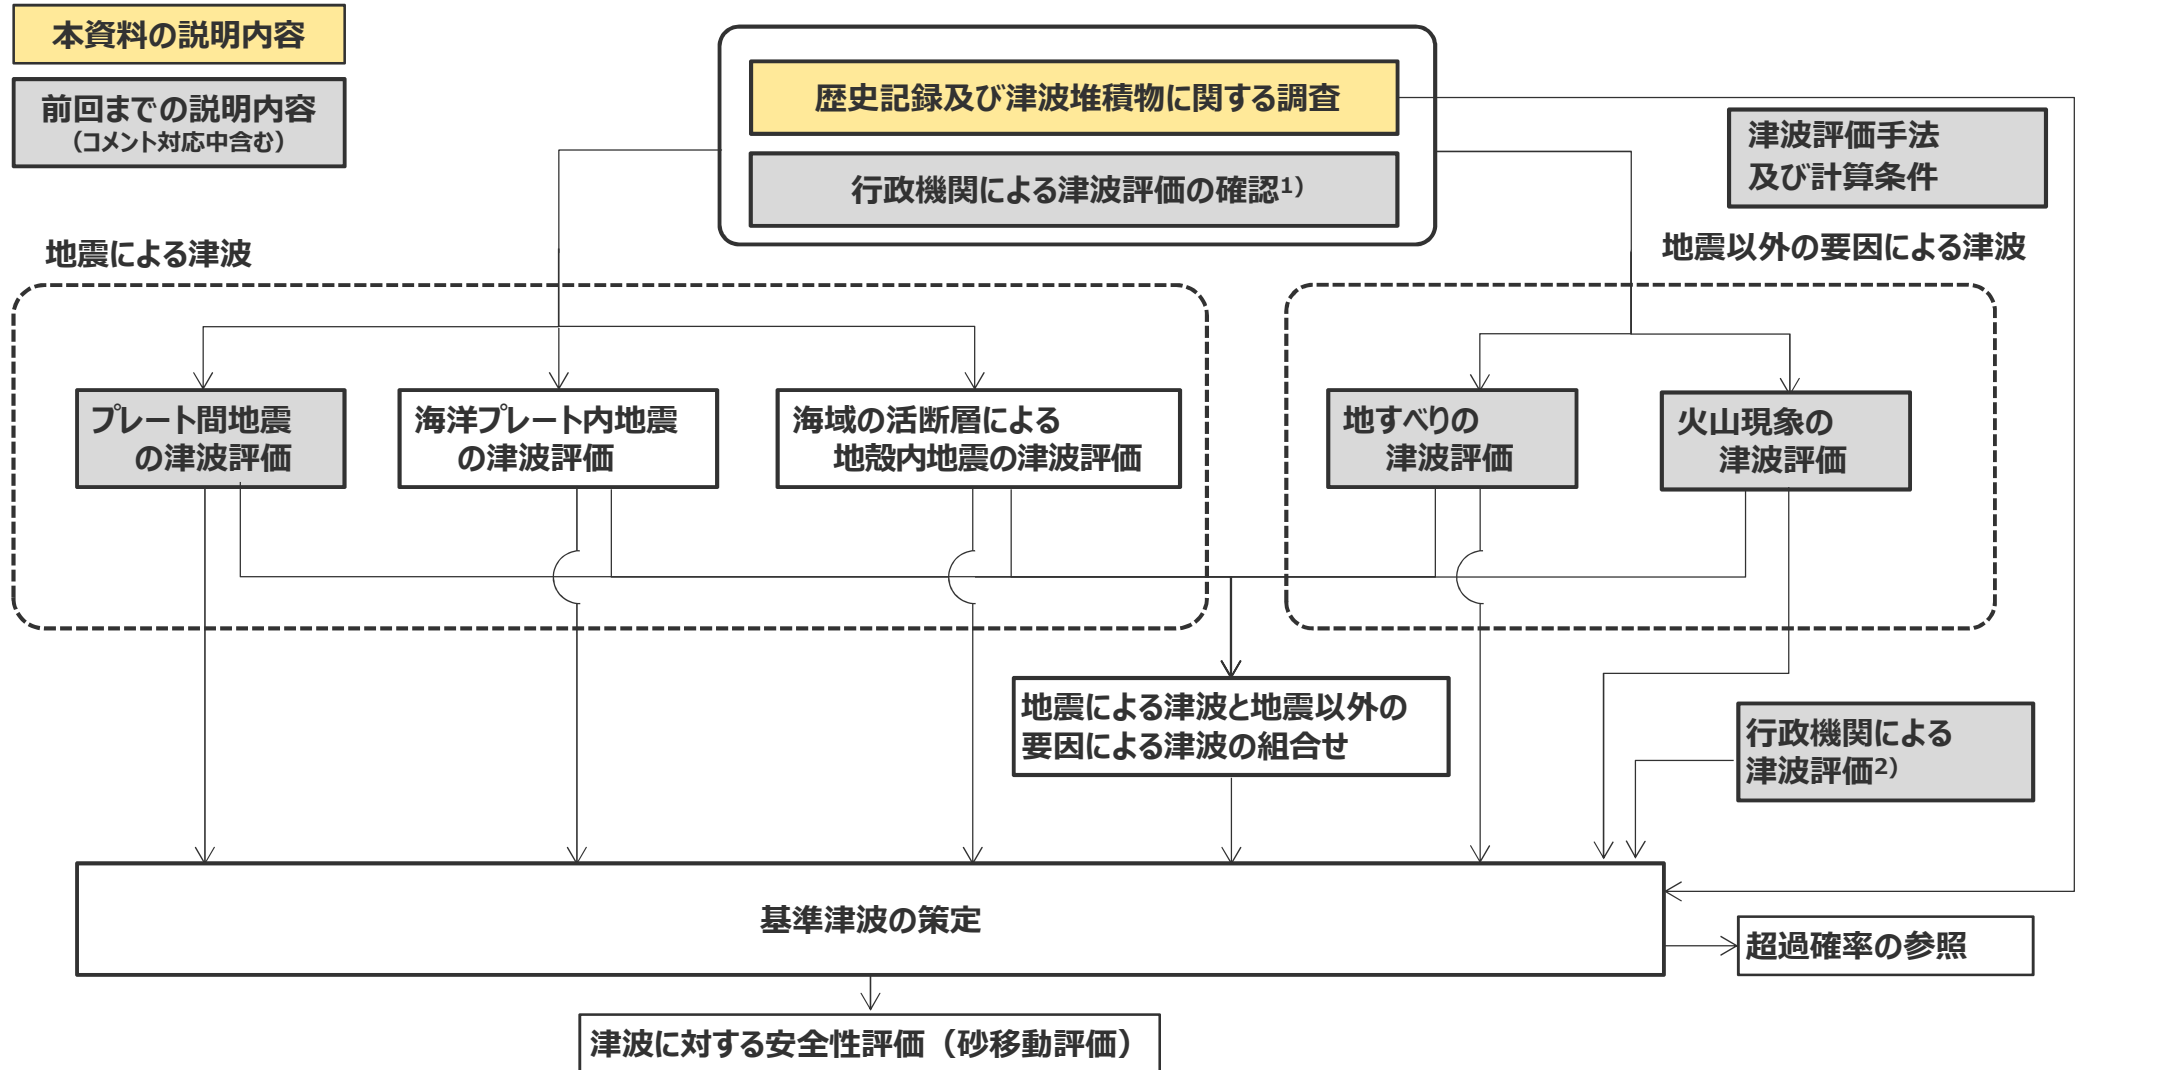 本資料の説明内容
前回までの説明内容
（コメント対応中含む）
歴史記録及び津波堆積物に関する調査
行政機関による津波評価の確認1）
津波評価手法
及び計算条件
地震による津波
地震以外の要因による津波
プレート間地震
の津波評価
海洋プレート内地震
の津波評価
海域の活断層による
地殻内地震の津波評価
地すべりの
津波評価
火山現象の
津波評価
地震による津波と地震以外の
要因による津波の組合せ
行政機関による
津波評価2）
基準津波の策定
超過確率の参照
津波に対する安全性評価（砂移動評価）